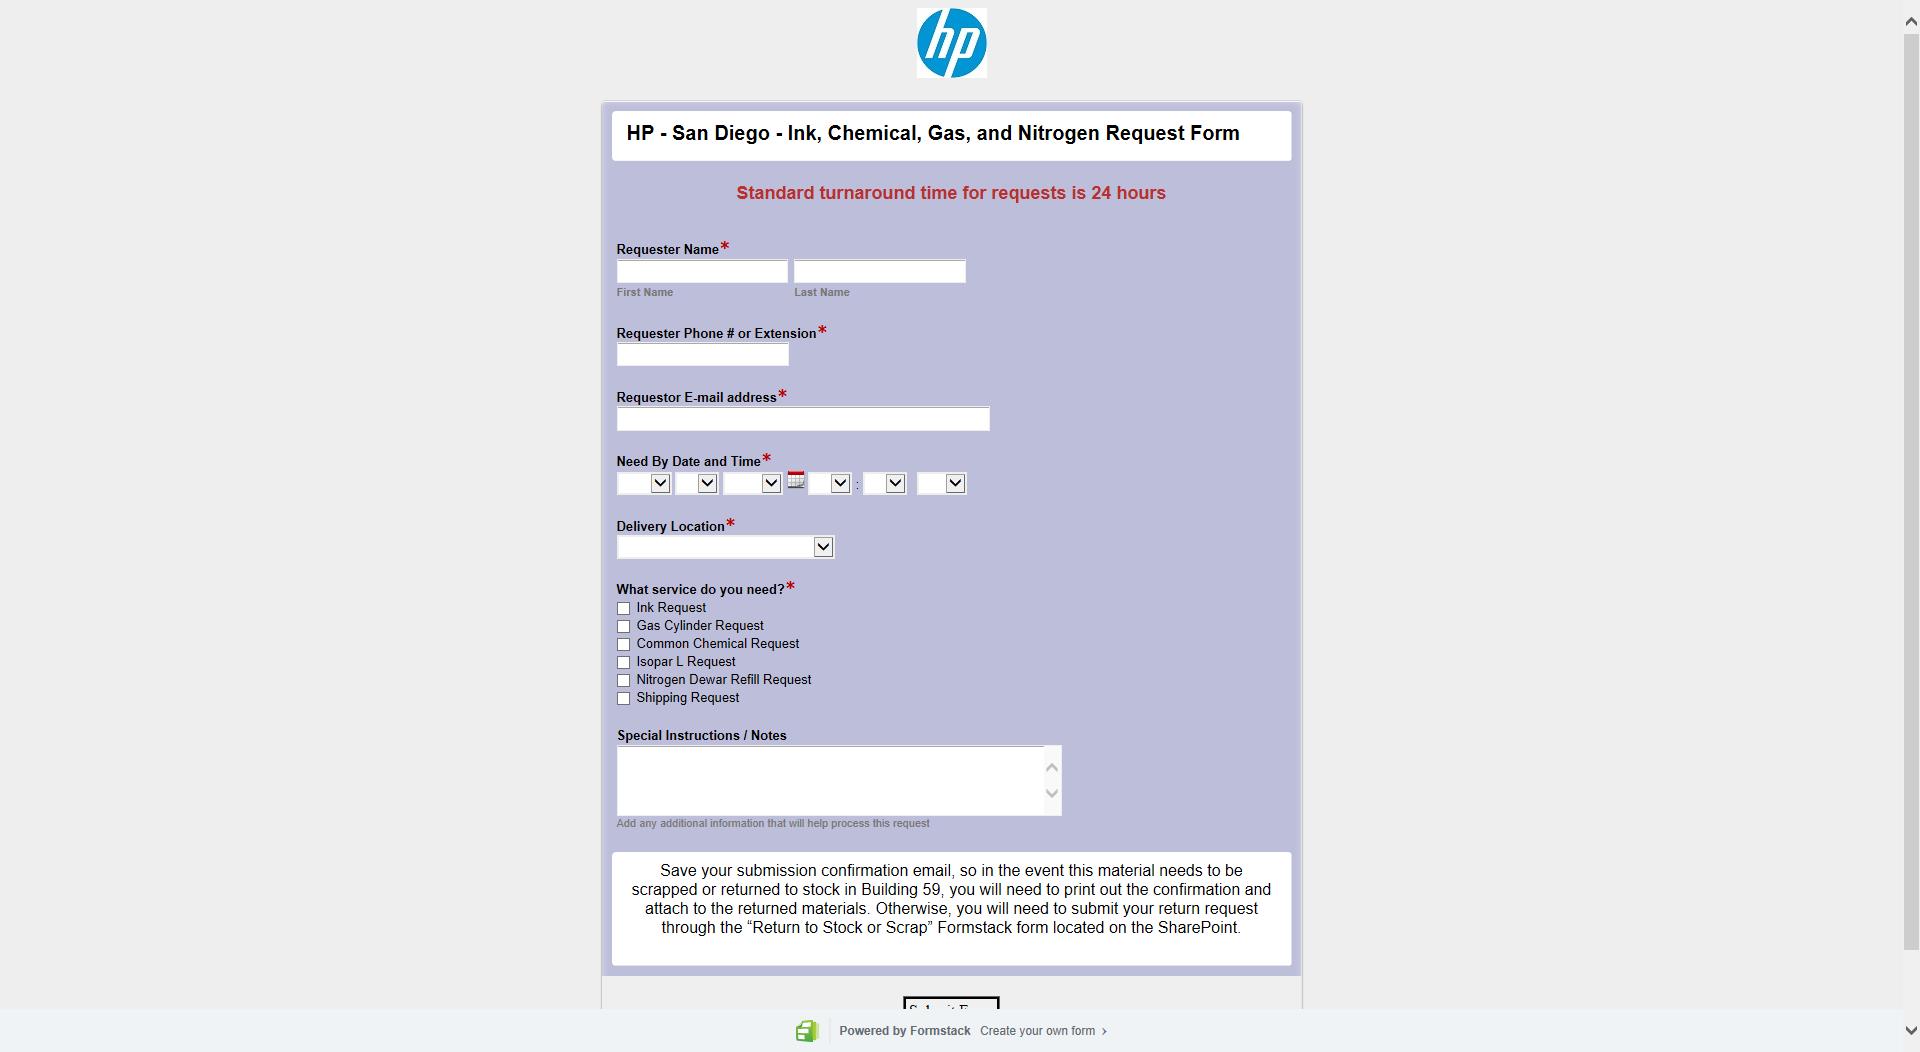 hp
HP - San Diego - Ink, Chemical, Gas, and Nitrogen Request Form
Standard turnaround time for requests is 24 hours
Requester Name*
First Name Last Name
Requester Phone # or Extension*
Requestor E-mail address*
Need By Date and Time*
:
Delivery Location*
What service do you need?*
Ink Request
Gas Cylinder Request
Common Chemical Request
Isopar L Request
Nitrogen Dewar Refill Request
Shipping Request
Special Instructions / Notes
Add any additional information that will help process this request
Save your submission confirmation email, so in the event this material needs to be
scrapped or returned to stock in Building 59, you will need to print out the confirmation and
attach to the returned materials. Otherwise, you will need to submit your return request
through the “Return to Stock or Scrap” Formstack form located on the SharePoint.
Powered by Formstack Create your own form ›